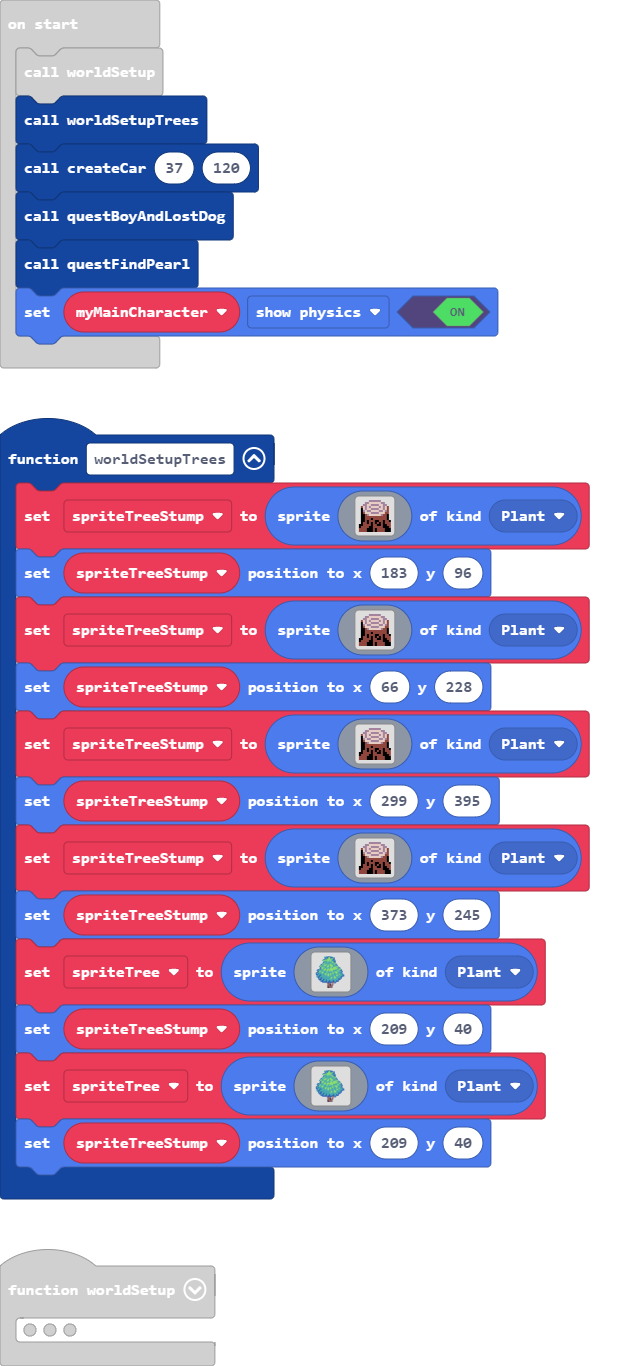 on start
call worldSetup
call worldSetupTrees
call createCar 37 120
call questBoyAndLostDog
call questFindPearl
set myMainCharacter show physics ON
function worldSetupTrees
set spriteTreeStump to sprite of kind Plant
set spriteTreeStump position to x 183 y 96
set spriteTreeStump to sprite of kind Plant
set spriteTreeStump position to x 66 y 228
set spriteTreeStump to sprite of kind Plant
set spriteTreeStump position to x 299 y 395
set spriteTreeStump to sprite of kind Plant
set spriteTreeStump position to x 373 y 245
set spriteTree to sprite of kind Plant
set spriteTreeStump position to x 209 y 40
set spriteTree to sprite of kind Plant
set spriteTreeStump position to x 209 y 40
function worldSetup